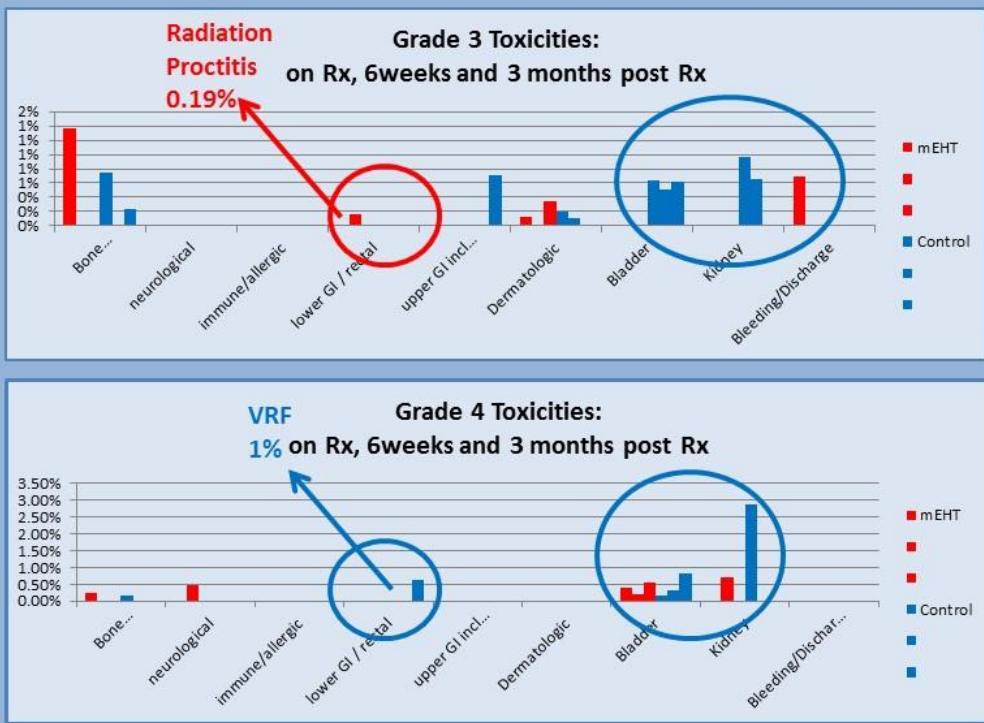 Radiation
Proctitis
0.19%
Grade 3 Toxicities:
on Rx, 6weeks and 3 months post Rx
2%
1%
1%
1%
1%
1%
0%
0%
0%
Bone...
neurological
immune/allergic
lower GI / rectal
upper GI incl...
Dermatologic
Bladder
Kidney
Bleeding/Discharge
mEHT
Control
VRF
1%
Grade 4 Toxicities:
on Rx, 6weeks and 3 months post Rx
3.50%
3.00%
2.50%
2.00%
1.50%
1.00%
0.50%
0.00%
Bone...
neurological
immune/allergic
lower GI / rectal
upper GI incl...
Dermatologic
Bladder
Kidney
Bleeding/Dischar...
mEHT
Control